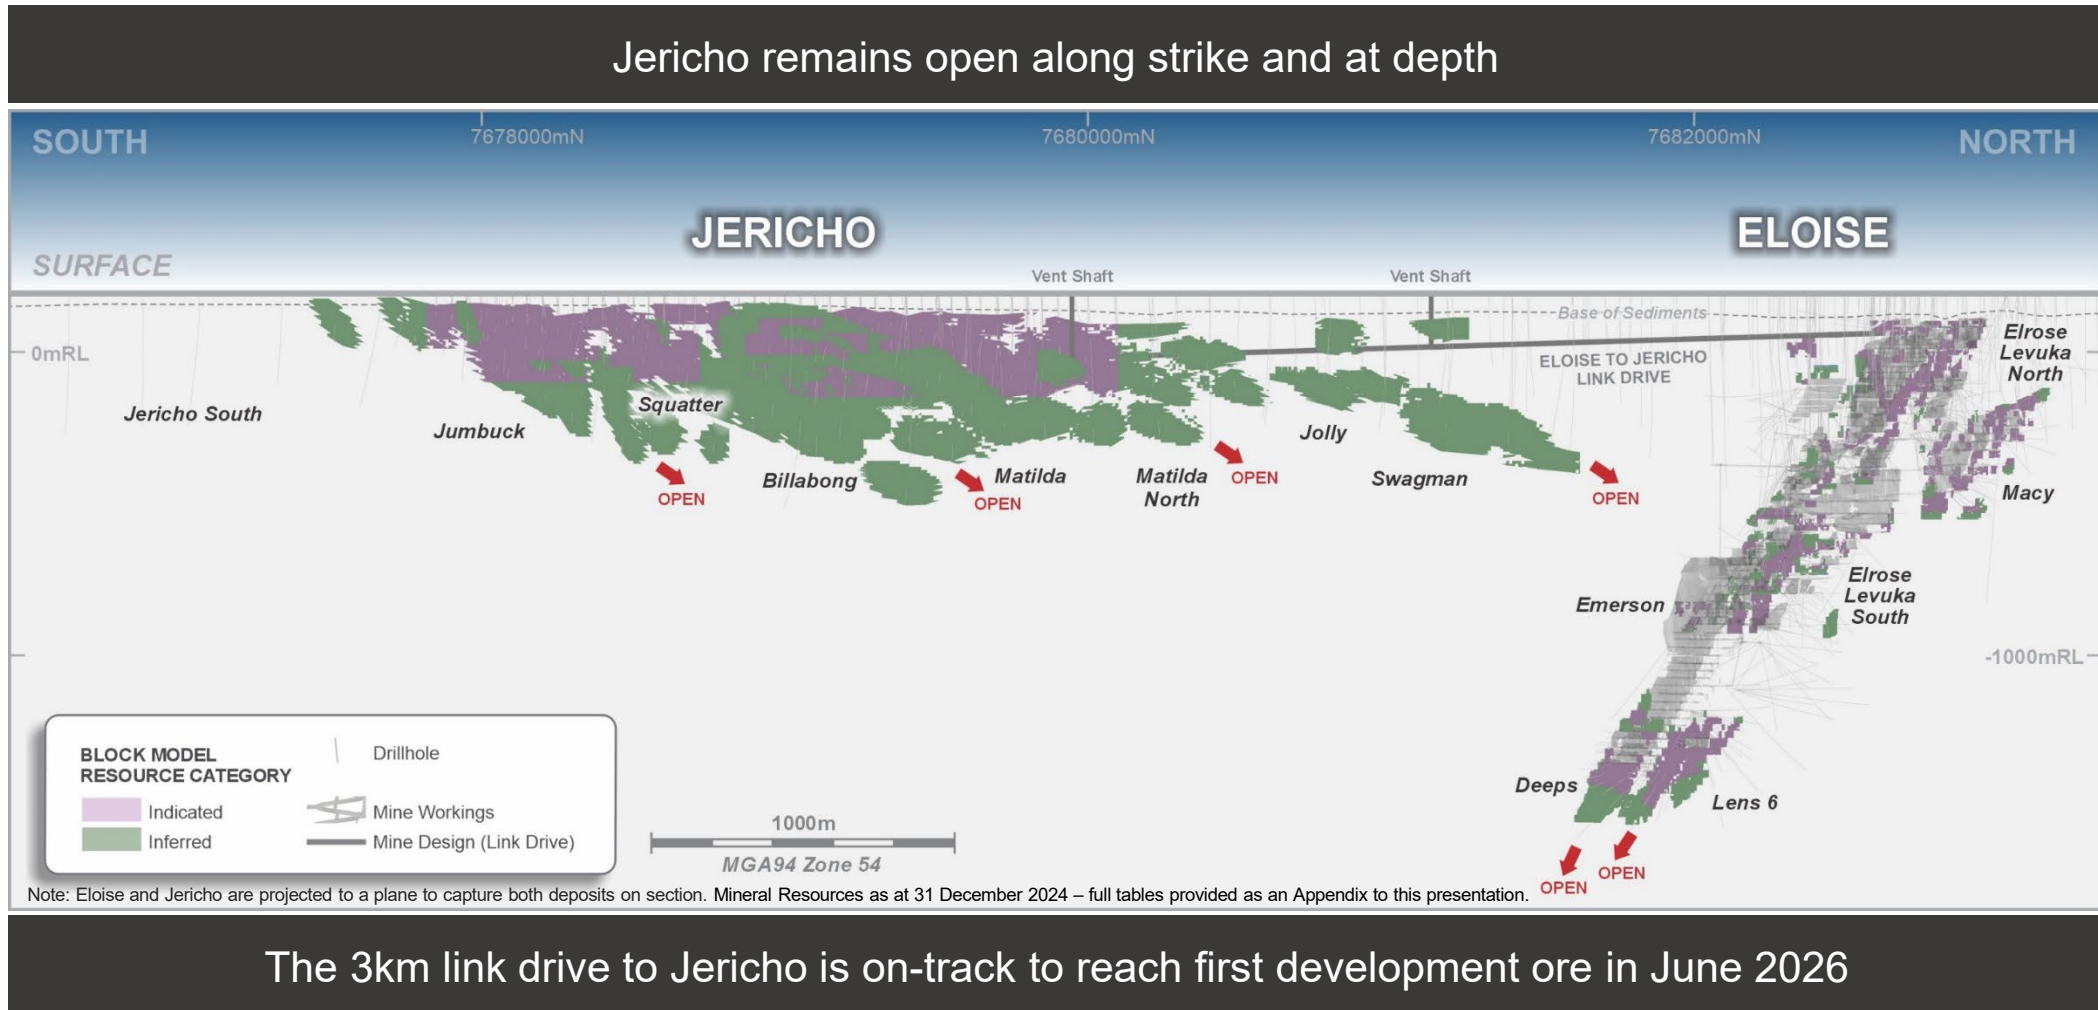 Jericho remains open along strike and at depth
SOUTH
7678000mN
7680000mN
7682000mN
NORTH
JERICHO
ELOISE
SURFACE
Vent Shaft
Vent Shaft
Base of Sediments
0mRL
ELOISE TO JERICHO
LINK DRIVE
Elrose
Levuka
North
Jericho South
Jumbuck
Squatter
Billabong
Matilda
Matilda
North
Jolly
Swagman
Macy
OPEN
OPEN
OPEN
OPEN
Emerson
Elrose
Levuka
South
-1000mRL
BLOCK MODEL
RESOURCE CATEGORY
Indicated
Inferred
Drillhole
Mine Workings
Mine Design (Link Drive)
1000m
MGA94 Zone 54
Deeps
Lens 6
OPEN
OPEN
Note: Eloise and Jericho are projected to a plane to capture both deposits on section. Mineral Resources as at 31 December 2024 – full tables provided as an Appendix to this presentation.
The 3km link drive to Jericho is on-track to reach first development ore in June 2026